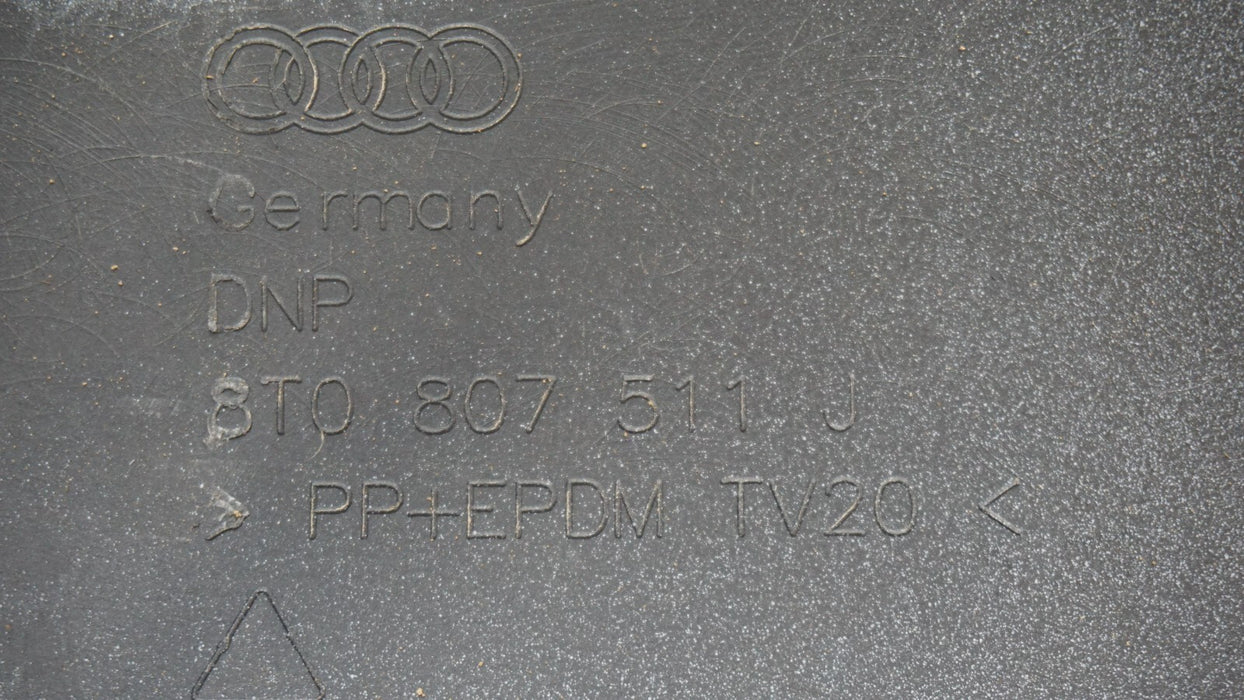 Germany
DNP
8T0 807 511 J
> PP+EPDM TV20 <